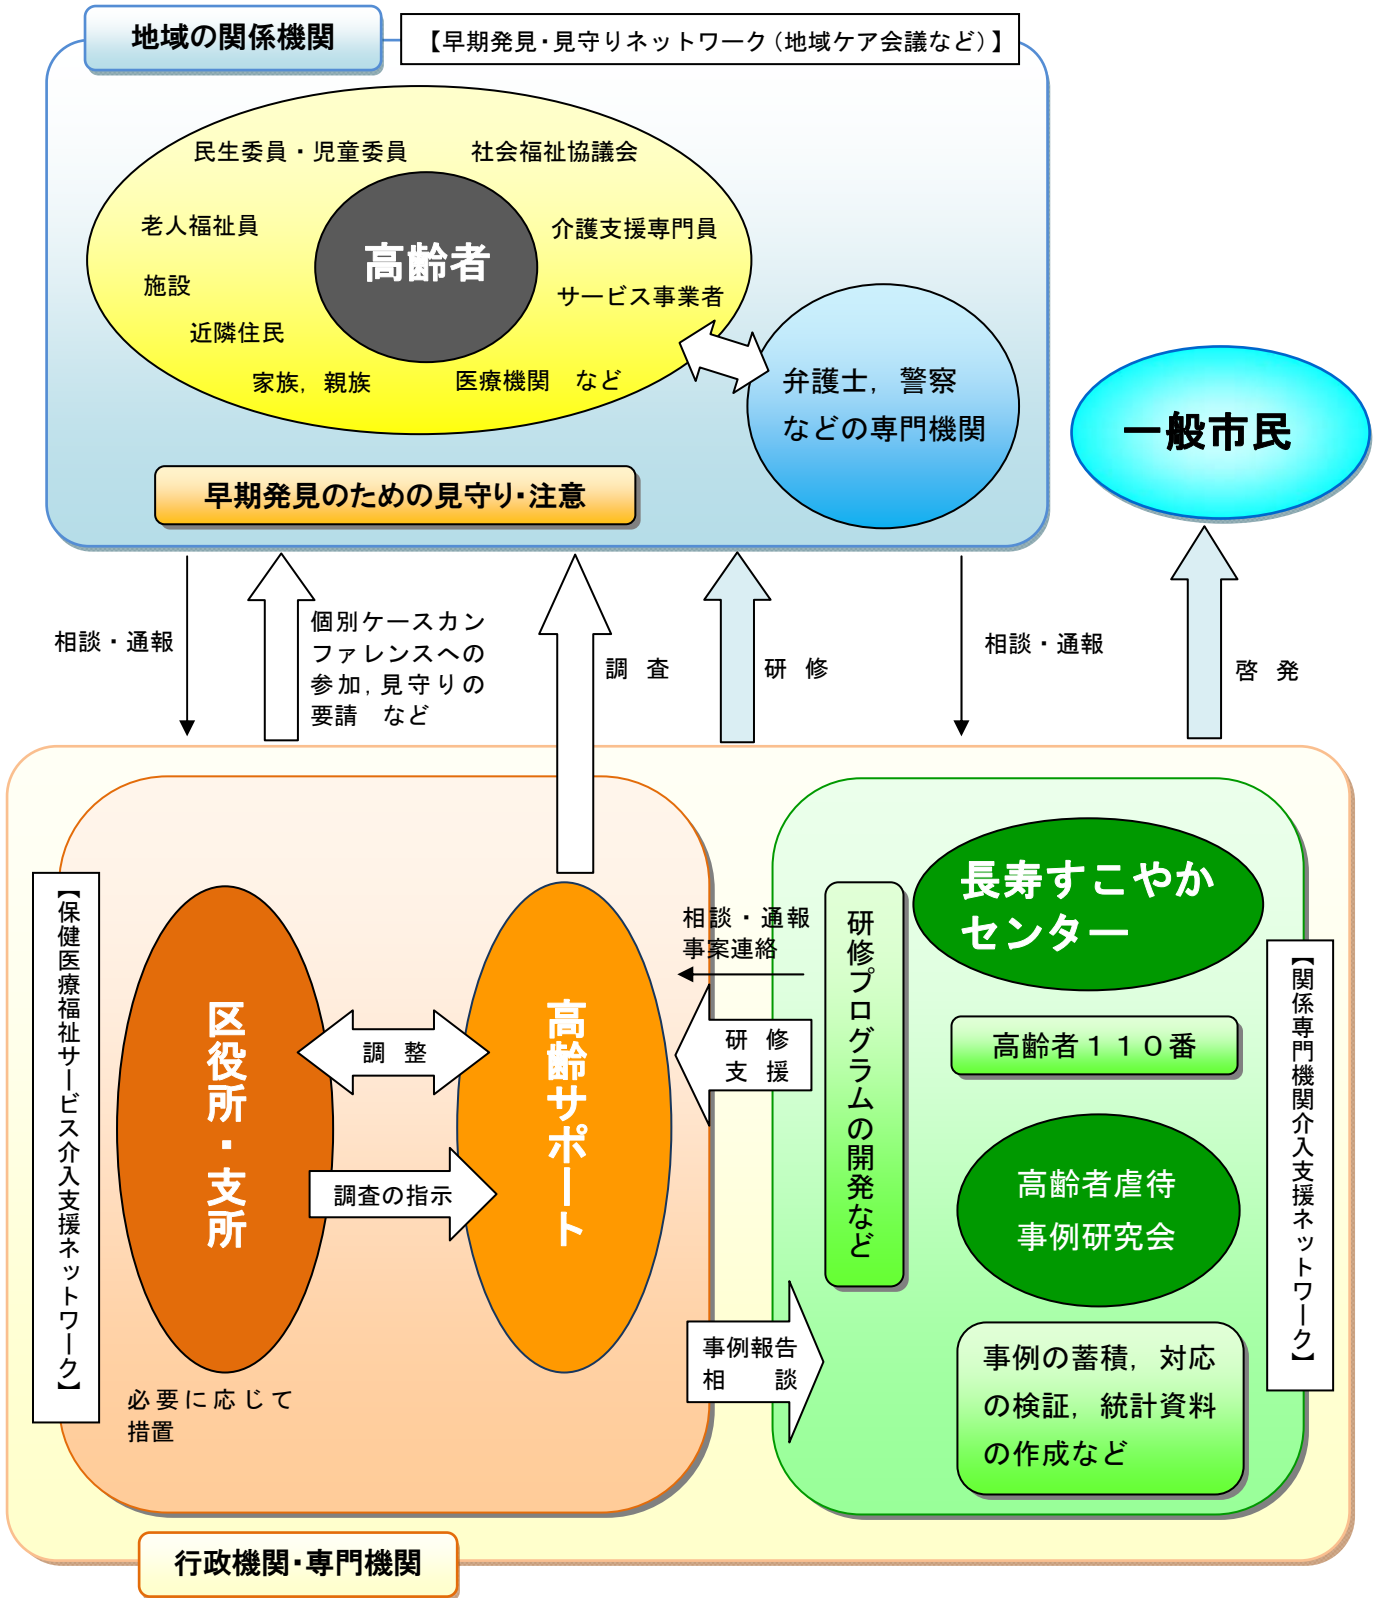 地域の関係機関
【早期発見・見守りネットワーク（地域ケア会議など）】
民生委員・児童委員
社会福祉協議会
老人福祉員
介護支援専門員
高齢者
施設
サービス事業者
近隣住民
家族，親族
医療機関　など
弁護士，警察
などの専門機関
一般市民
早期発見のための見守り・注意
相談・通報
個別ケースカン
ファレンスへの
参加，見守りの
要請　など
調　査
研　修
相談・通報
啓　発
【保健医療福祉サービス介入支援ネットワーク】
区役所・支所
調　整
調査の指示
高齢サポート
必要に応じて
措置
相談・通報
事案連絡
研　修
支　援
事例報告
相　　談
研修プログラムの開発など
長寿すこやか
センター
高齢者１１０番
高齢者虐待
事例研究会
事例の蓄積，対応
の検証，統計資料
の作成など
【関係専門機関介入支援ネットワーク】
行政機関・専門機関